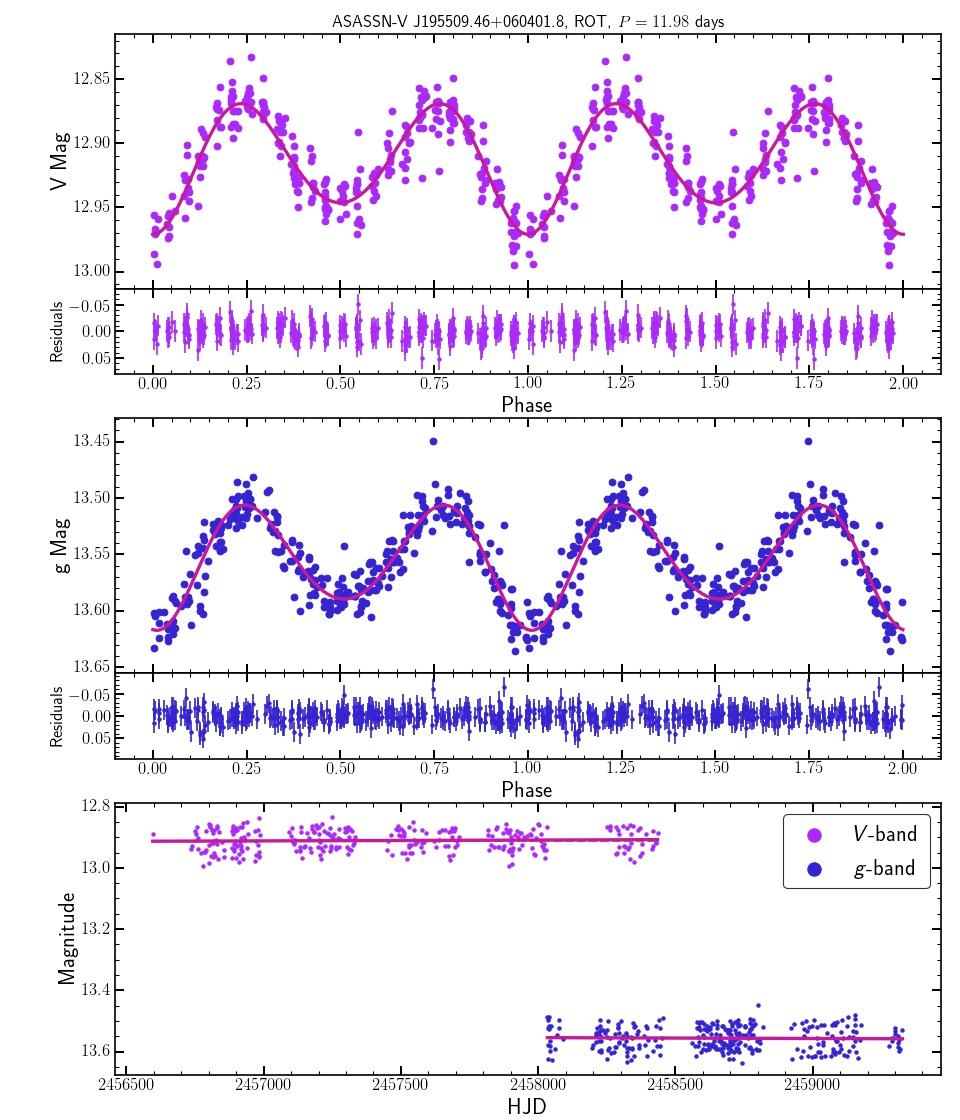 ASASSN-V J195509.46+060401.8, ROT, P = 11.98 days
V Mag
12.85
12.90
12.95
13.00
Residuals
−0.05
0.00
0.05
0.00 0.25 0.50 0.75 1.00 1.25 1.50 1.75 2.00
Phase
g Mag
13.45
13.50
13.55
13.60
13.65
Residuals
−0.05
0.00
0.05
0.00 0.25 0.50 0.75 1.00 1.25 1.50 1.75 2.00
Phase
Magnitude
12.8
13.0
13.2
13.4
13.6
V-band
g-band
2456500 2457000 2457500 2458000 2458500 2459000
HJD